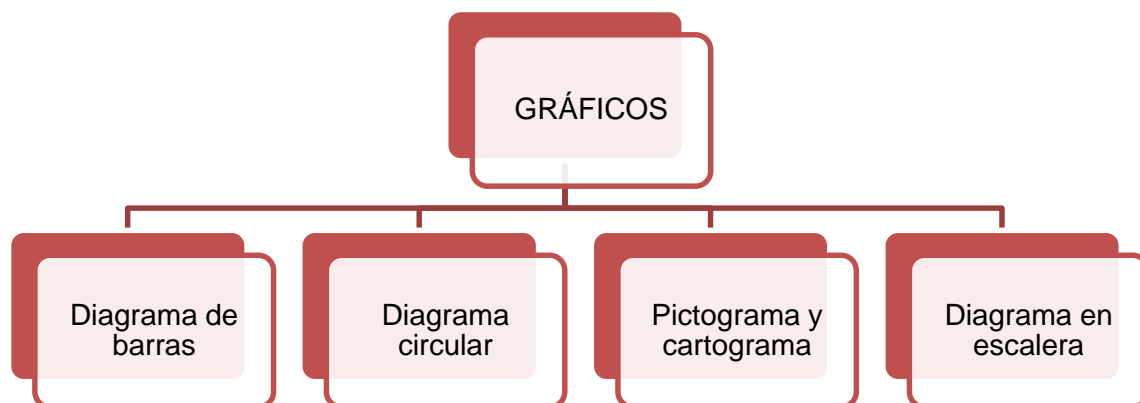 GRÁFICOS
Diagrama de
barras
Diagrama
circular
Pictograma y
cartograma
Diagrama en
escalera